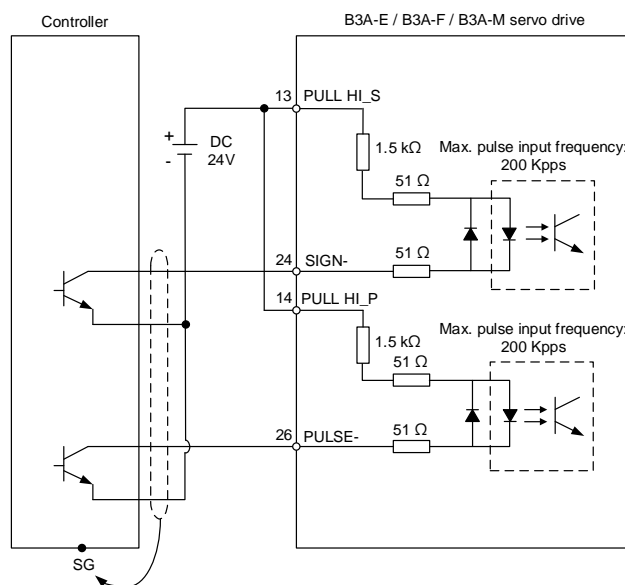 Controller
B3A-E / B3A-F / B3A-M servo drive
13
PULL HI_S
+
DC
24V
-
1.5 kΩ
Max. pulse input frequency:
200 Kpps
51 Ω
24
SIGN-
51 Ω
14
PULL HI_P
1.5 kΩ
Max. pulse input frequency:
200 Kpps
51 Ω
26
PULSE-
51 Ω
SG